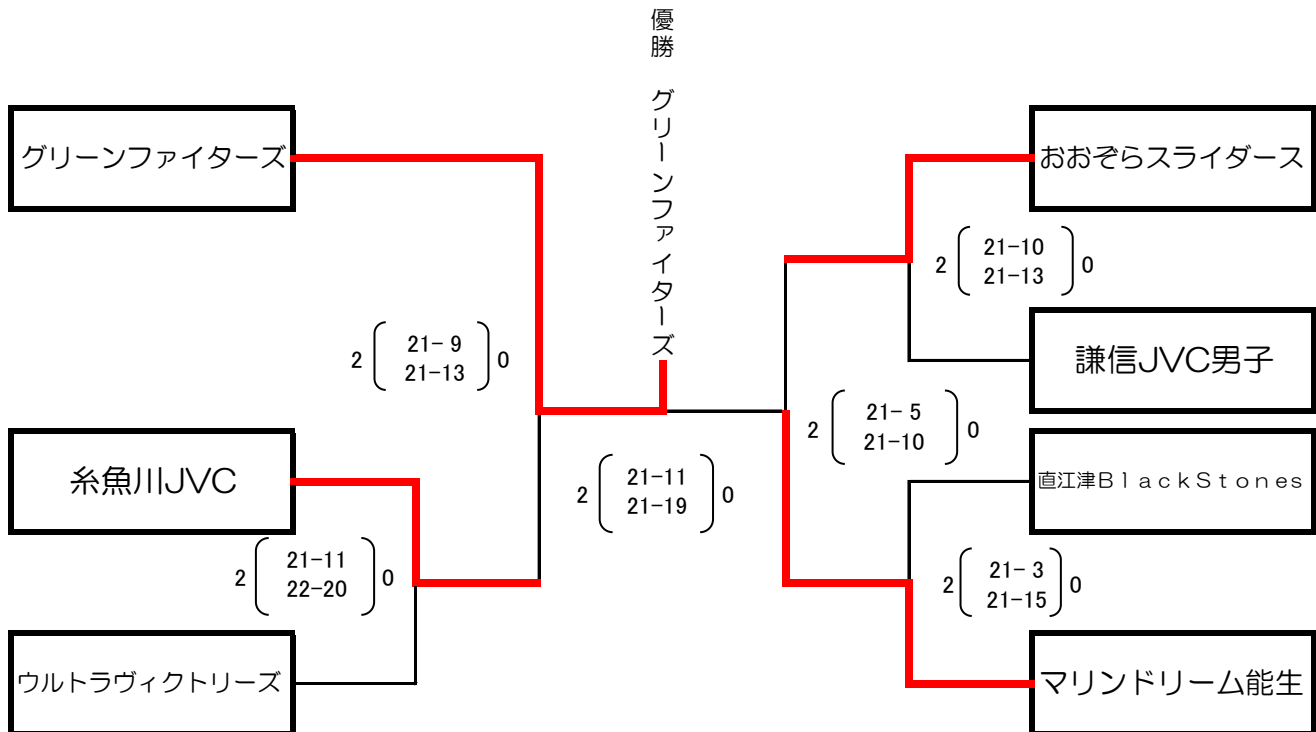 優勝 グリーンファイターズ
グリーンファイターズ
糸魚川JVC
ウルトラヴィクトリーズ
2 21-9 0
21-13
2 21-11 0
22-20
2 21-11 0
21-19
おおぞらスライダース
謙信JVC男子
直江津BlackStones
マリンドリーム能生
2 21-10 0
21-13
2 21-5 0
21-10
2 21-3 0
21-15